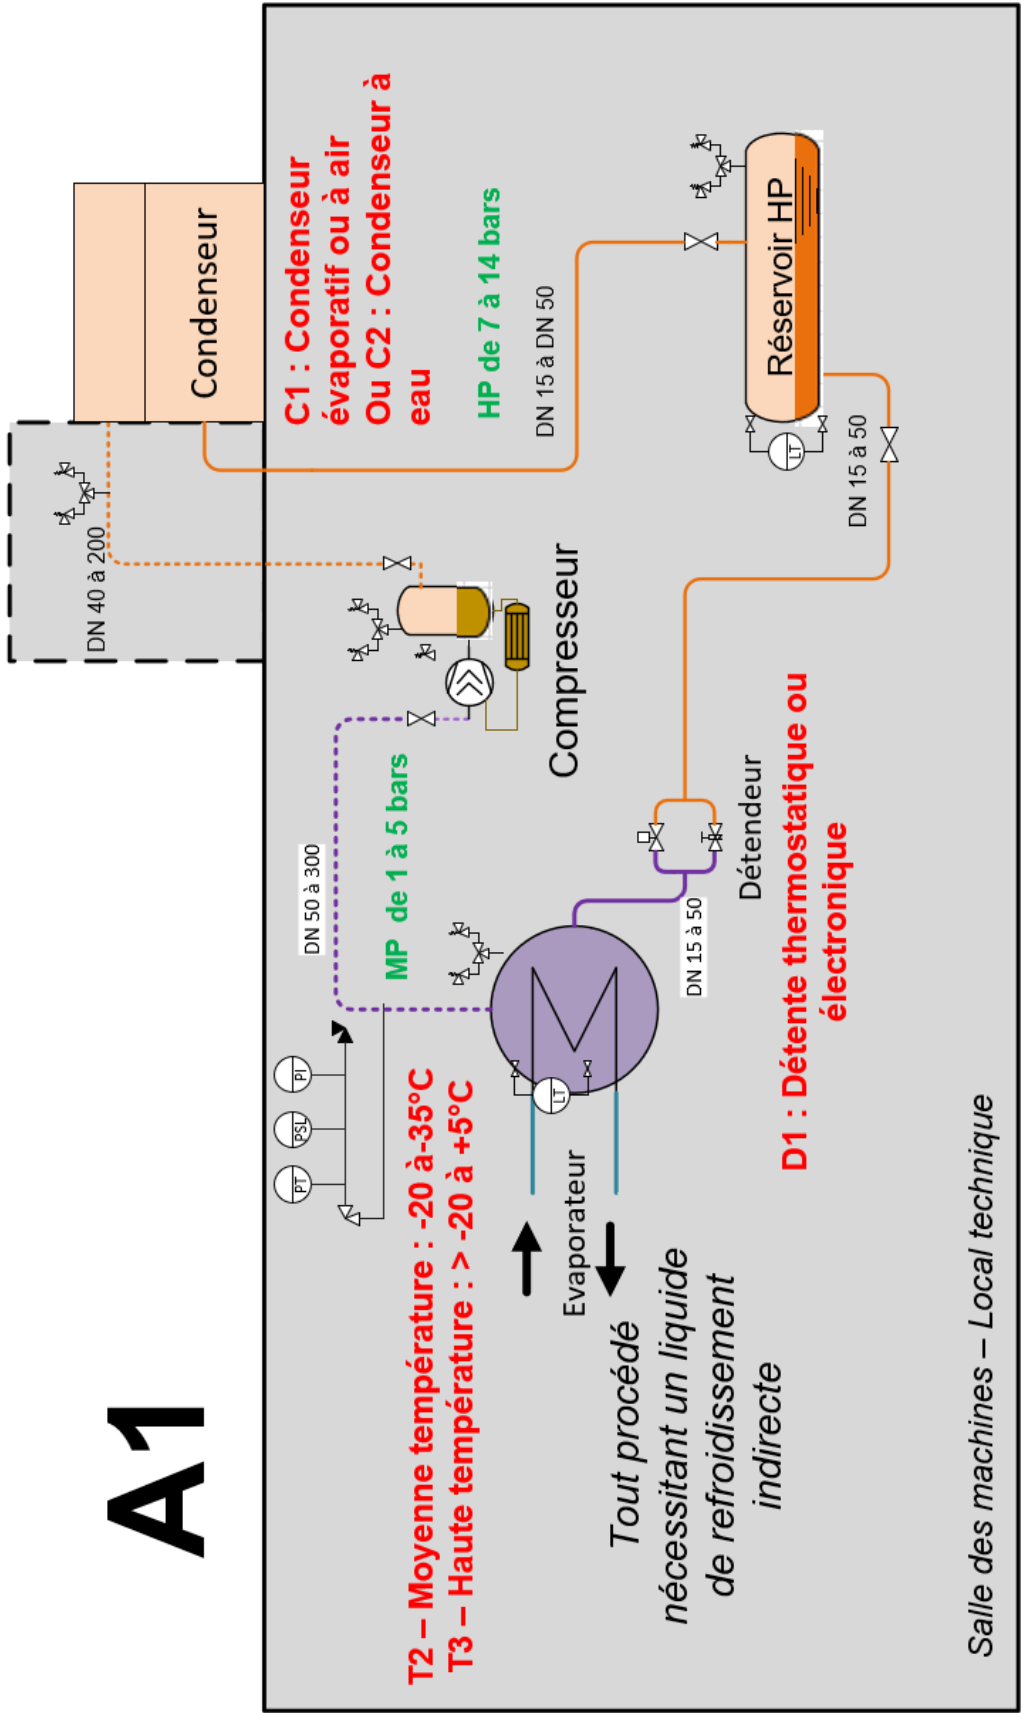 A1
DN 40 à 200
Condenseur
C1 : Condenseur
évaporatif ou à air
Ou C2 : Condenseur à
eau
PT
PSL
PI
DN 50 à 300
MP  de 1 à 5 bars
HP de 7 à 14 bars
DN 15 à DN 50
T2 – Moyenne température : -20 à-35°C
T3 – Haute température : > -20 à +5°C
LT
Compresseur
Evaporateur
Tout procédé
nécessitant un liquide
de refroidissement
indirecte
DN 15 à 50
Détendeur
D1 : Détente thermostatique ou
électronique
Réservoir HP
LT
DN 15 à 50
Salle des machines – Local technique